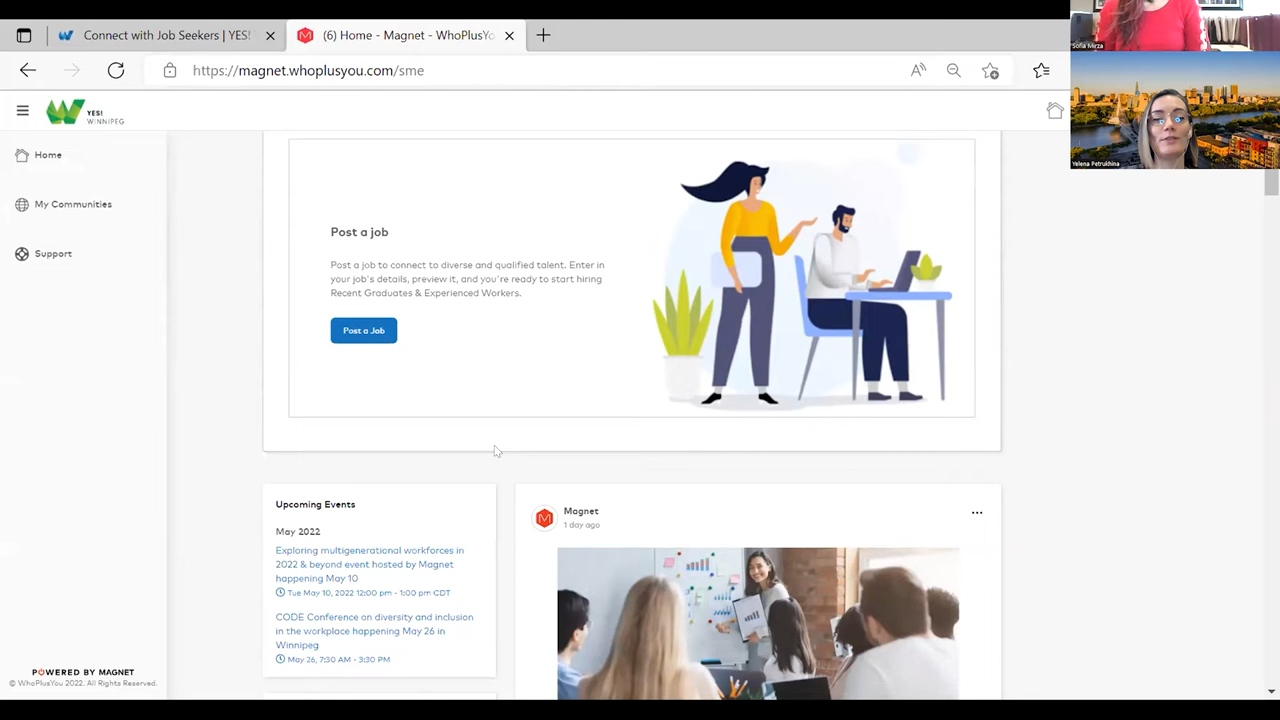 Connect with Job Seekers | YES!
(6) Home - Magnet - WhoPlusYo
https://magnet.whoplusyou.com/sme
Sofia Mirza
Yelena Petrukhina
YES!
WINNIPEG
Home
My Communities
Support
Post a job
Post a job to connect to diverse and qualified talent. Enter in
your job's details, preview it, and you're ready to start hiring
Recent Graduates & Experienced Workers.
Post a Job
Upcoming Events
May 2022
Exploring multigenerational workforces in
2022 & beyond event hosted by Magnet
happening May 10
Tue May 10, 2022 12:00 pm - 1:00 pm CDT
CODE Conference on diversity and inclusion
in the workplace happening May 26 in
Winnipeg
May 26, 7:30 AM - 3:30 PM
Magnet
1 day ago
POWERED BY MAGNET
© WhoPlusYou 2022. All Rights Reserved.